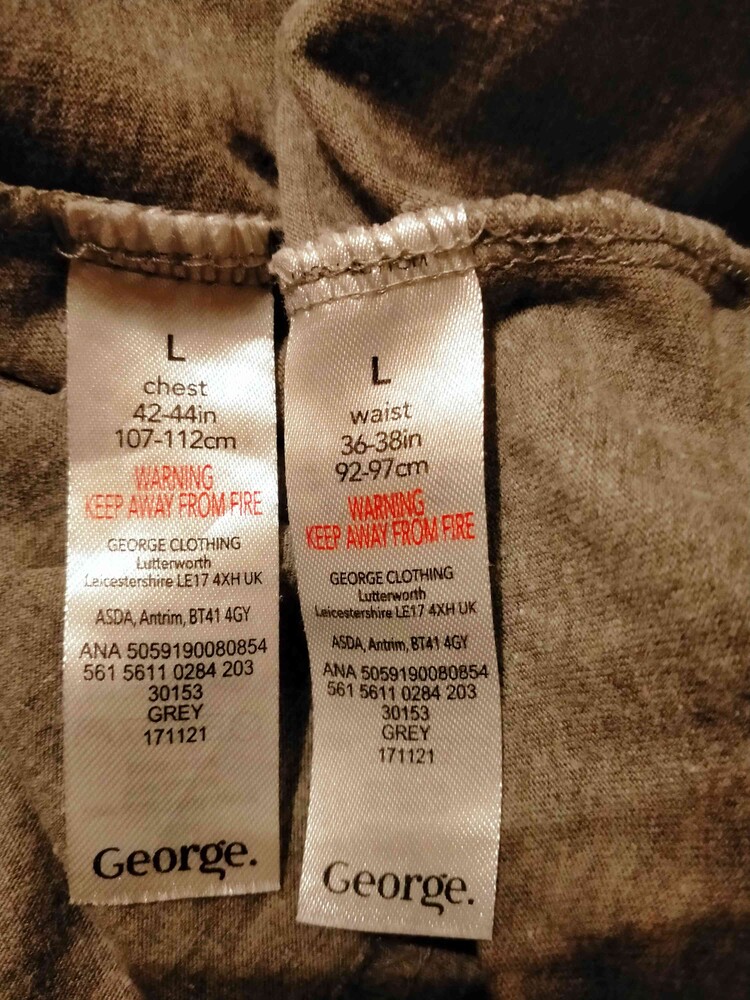 L
chest
42-44in
107-112cm
WARNING
KEEP AWAY FROM FIRE
GEORGE CLOTHING
Lutterworth
Leicestershire LE17 4XH UK
ASDA, Antrim, BT41 4GY
ANA 5059190080854
561 5611 0284 203
30153
GREY
171121
George.
L
waist
36-38in
92-97cm
WARNING
KEEP AWAY FROM FIRE
GEORGE CLOTHING
Lutterworth
Leicestershire LE17 4XH UK
ASDA, Antrim, BT41 4GY
ANA 5059190080854
561 5611 0284 203
30153
GREY
171121
George.